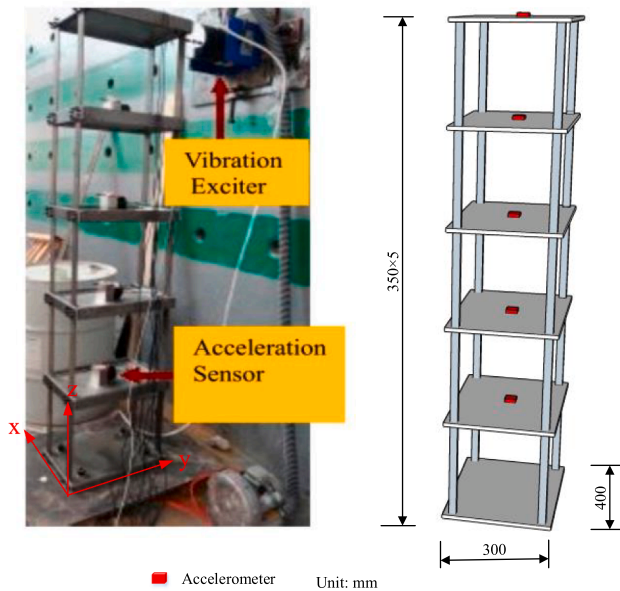 Vibration
Exciter
Acceleration
Sensor
z
x
y
350×5
400
300
Accelerometer
Unit: mm